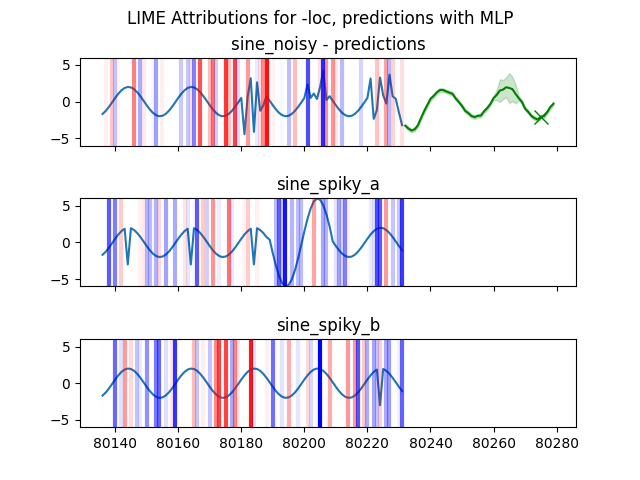 LIME Attributions for -loc, predictions with MLP
sine_noisy - predictions
5
0
−5
sine_spiky_a
5
0
−5
sine_spiky_b
5
0
−5
80140 80160 80180 80200 80220 80240 80260 80280